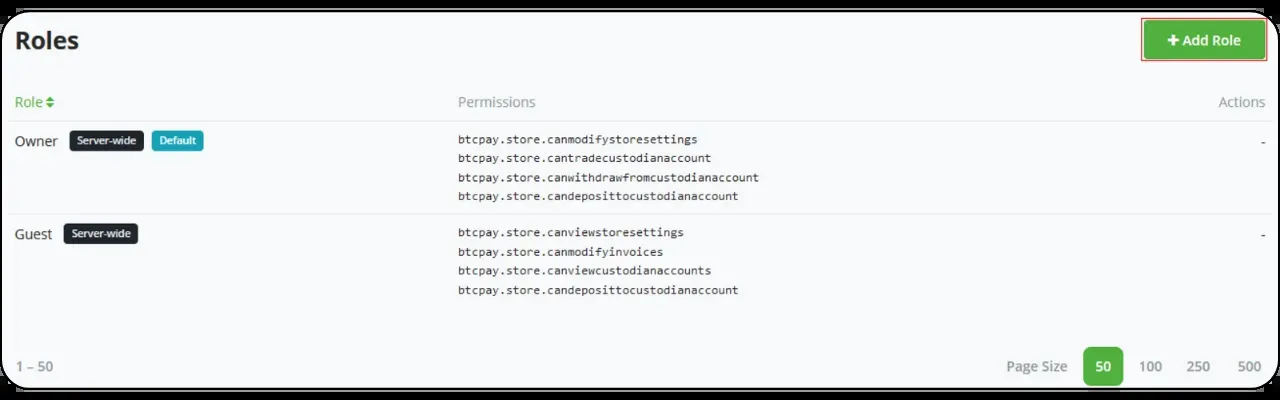 Roles
+ Add Role
Role Permissions Actions
Owner Server-wide Default btcpay.store.canmodifystoresettings -
btcpay.store.cantradecustodianaccount
btcpay.store.canwithdrawfromcustodianaccount
btcpay.store.candeposittocustodianaccount
Guest Server-wide btcpay.store.canviewstoresettings -
btcpay.store.canmodifyinvoices
btcpay.store.canviewcustodianaccounts
btcpay.store.candeposittocustodianaccount
1 – 50 Page Size 50 100 250 500